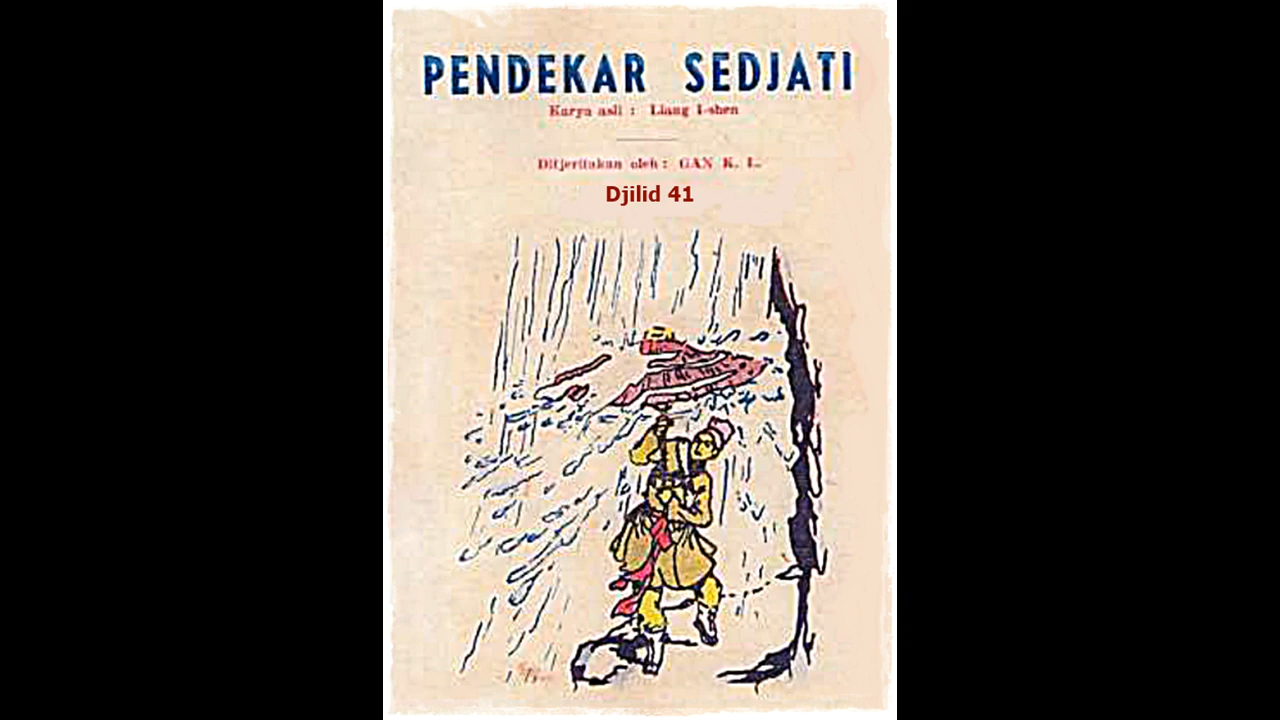 PENDEKAR SEDJATI
Karya asli : Liang I-shen
Ditjeritakan oleh : GAN K. L.
Djilid 41